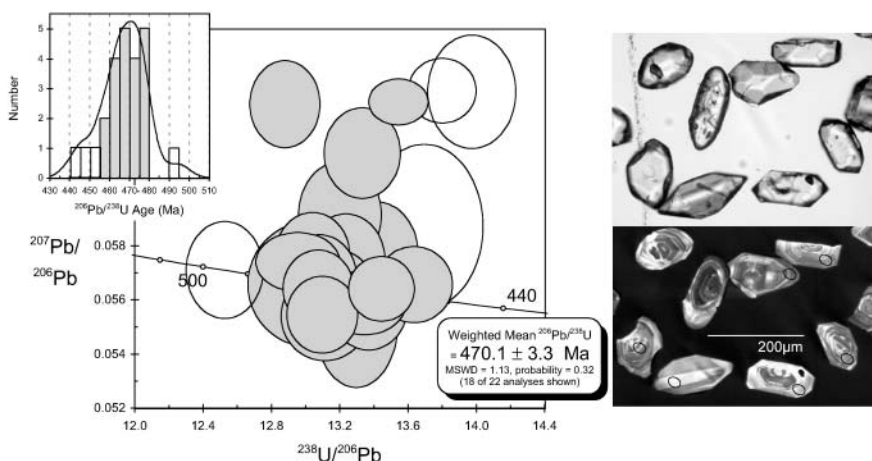 5
4
3
2
1
0
Number
430 440 450 460 470 480 490 500 510
²⁰⁶Pb/²³⁸U Age (Ma)
²⁰⁷Pb/
²⁰⁶Pb
0.058
0.056
0.054
0.052
500
440
Weighted Mean ²⁰⁶Pb/²³⁸U
= 470.1 ± 3.3 Ma
MSWD = 1.13, probability = 0.32
(18 of 22 analyses shown)
12.0 12.4 12.8 13.2 13.6 14.0 14.4
²³⁸U/²⁰⁶Pb
200μm